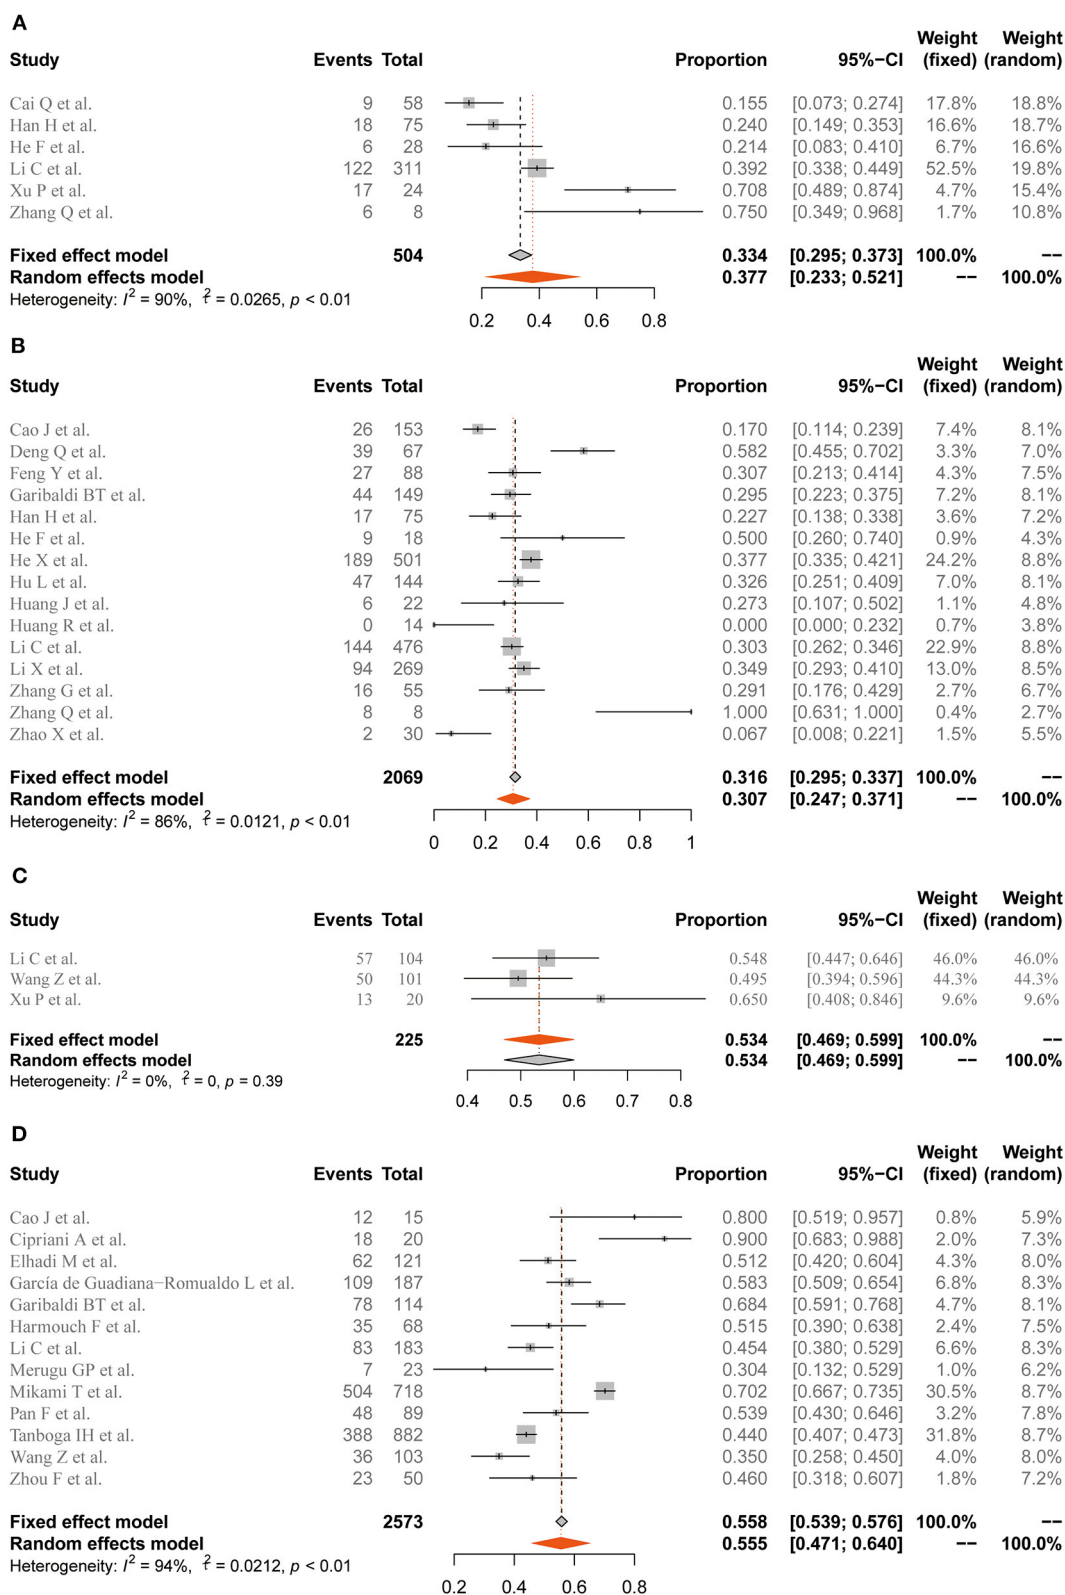 A
Weight Weight
Study Events Total Proportion 95%−CI (fixed) (random)
Cai Q et al. 9 58 0.155 [0.073; 0.274] 17.8% 18.8%
Han H et al. 18 75 0.240 [0.149; 0.353] 16.6% 18.7%
He F et al. 6 28 0.214 [0.083; 0.410] 6.7% 16.6%
Li C et al. 122 311 0.392 [0.338; 0.449] 52.5% 19.8%
Xu P et al. 17 24 0.708 [0.489; 0.874] 4.7% 15.4%
Zhang Q et al. 6 8 0.750 [0.349; 0.968] 1.7% 10.8%
Fixed effect model 504 0.334 [0.295; 0.373] 100.0% −−
Random effects model 0.377 [0.233; 0.521] −− 100.0%
Heterogeneity: I² = 90%, τ² = 0.0265, p < 0.01
0.2 0.4 0.6 0.8
B
Weight Weight
Study Events Total Proportion 95%−CI (fixed) (random)
Cao J et al. 26 153 0.170 [0.114; 0.239] 7.4% 8.1%
Deng Q et al. 39 67 0.582 [0.455; 0.702] 3.3% 7.0%
Feng Y et al. 27 88 0.307 [0.213; 0.414] 4.3% 7.5%
Garibaldi BT et al. 44 149 0.295 [0.223; 0.375] 7.2% 8.1%
Han H et al. 17 75 0.227 [0.138; 0.338] 3.6% 7.2%
He F et al. 9 18 0.500 [0.260; 0.740] 0.9% 4.3%
He X et al. 189 501 0.377 [0.335; 0.421] 24.2% 8.8%
Hu L et al. 47 144 0.326 [0.251; 0.409] 7.0% 8.1%
Huang J et al. 6 22 0.273 [0.107; 0.502] 1.1% 4.8%
Huang R et al. 0 14 0.000 [0.000; 0.232] 0.7% 3.8%
Li C et al. 144 476 0.303 [0.262; 0.346] 22.9% 8.8%
Li X et al. 94 269 0.349 [0.293; 0.410] 13.0% 8.5%
Zhang G et al. 16 55 0.291 [0.176; 0.429] 2.7% 6.7%
Zhang Q et al. 8 8 1.000 [0.631; 1.000] 0.4% 2.7%
Zhao X et al. 2 30 0.067 [0.008; 0.221] 1.5% 5.5%
Fixed effect model 2069 0.316 [0.295; 0.337] 100.0% −−
Random effects model 0.307 [0.247; 0.371] −− 100.0%
Heterogeneity: I² = 86%, τ² = 0.0121, p < 0.01
0 0.2 0.4 0.6 0.8 1
C
Weight Weight
Study Events Total Proportion 95%−CI (fixed) (random)
Li C et al. 57 104 0.548 [0.447; 0.646] 46.0% 46.0%
Wang Z et al. 50 101 0.495 [0.394; 0.596] 44.3% 44.3%
Xu P et al. 13 20 0.650 [0.408; 0.846] 9.6% 9.6%
Fixed effect model 225 0.534 [0.469; 0.599] 100.0% −−
Random effects model 0.534 [0.469; 0.599] −− 100.0%
Heterogeneity: I² = 0%, τ² = 0, p = 0.39
0.4 0.5 0.6 0.7 0.8
D
Weight Weight
Study Events Total Proportion 95%−CI (fixed) (random)
Cao J et al. 12 15 0.800 [0.519; 0.957] 0.8% 5.9%
Cipriani A et al. 18 20 0.900 [0.683; 0.988] 2.0% 7.3%
Elhadi M et al. 62 121 0.512 [0.420; 0.604] 4.3% 8.0%
García de Guadiana−Romualdo L et al. 109 187 0.583 [0.509; 0.654] 6.8% 8.3%
Garibaldi BT et al. 78 114 0.684 [0.591; 0.768] 4.7% 8.1%
Harmouch F et al. 35 68 0.515 [0.390; 0.638] 2.4% 7.5%
Li C et al. 83 183 0.454 [0.380; 0.529] 6.6% 8.3%
Merugu GP et al. 7 23 0.304 [0.132; 0.529] 1.0% 6.2%
Mikami T et al. 504 718 0.702 [0.667; 0.735] 30.5% 8.7%
Pan F et al. 48 89 0.539 [0.430; 0.646] 3.2% 7.8%
Tanboga IH et al. 388 882 0.440 [0.407; 0.473] 31.8% 8.7%
Wang Z et al. 36 103 0.350 [0.258; 0.450] 4.0% 8.0%
Zhou F et al. 23 50 0.460 [0.318; 0.607] 1.8% 7.2%
Fixed effect model 2573 0.558 [0.539; 0.576] 100.0% −−
Random effects model 0.555 [0.471; 0.640] −− 100.0%
Heterogeneity: I² = 94%, τ² = 0.0212, p < 0.01
0.2 0.4 0.6 0.8